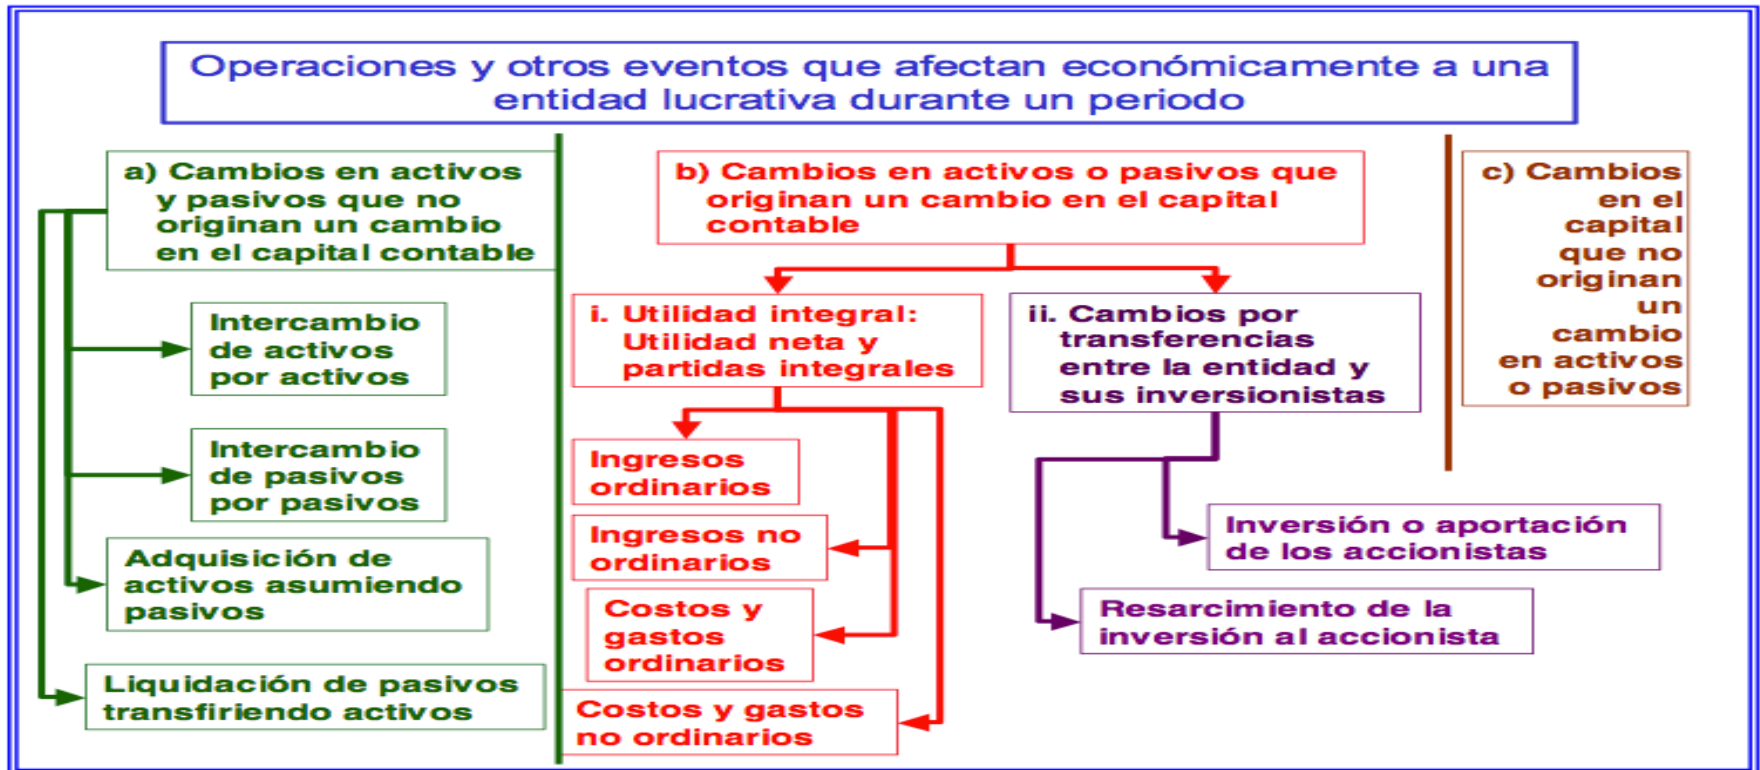 Operaciones y otros eventos que afectan económicamente a una
entidad lucrativa durante un periodo
a) Cambios en activos
y pasivos que no
originan un cambio
en el capital contable
Intercambio
de activos
por activos
Intercambio
de pasivos
por pasivos
Adquisición de
activos asumiendo
pasivos
Liquidación de pasivos
transfiriendo activos
b) Cambios en activos o pasivos que
originan un cambio en el capital
contable
i. Utilidad integral:
Utilidad neta y
partidas integrales
Ingresos
ordinarios
Ingresos no
ordinarios
Costos y
gastos
ordinarios
Costos y gastos
no ordinarios
ii. Cambios por
transferencias
entre la entidad y
sus inversionistas
Inversión o aportación
de los accionistas
Resarcimiento de la
inversión al accionista
c) Cambios
en el
capital
que no
originan
un
cambio
en activos
o pasivos